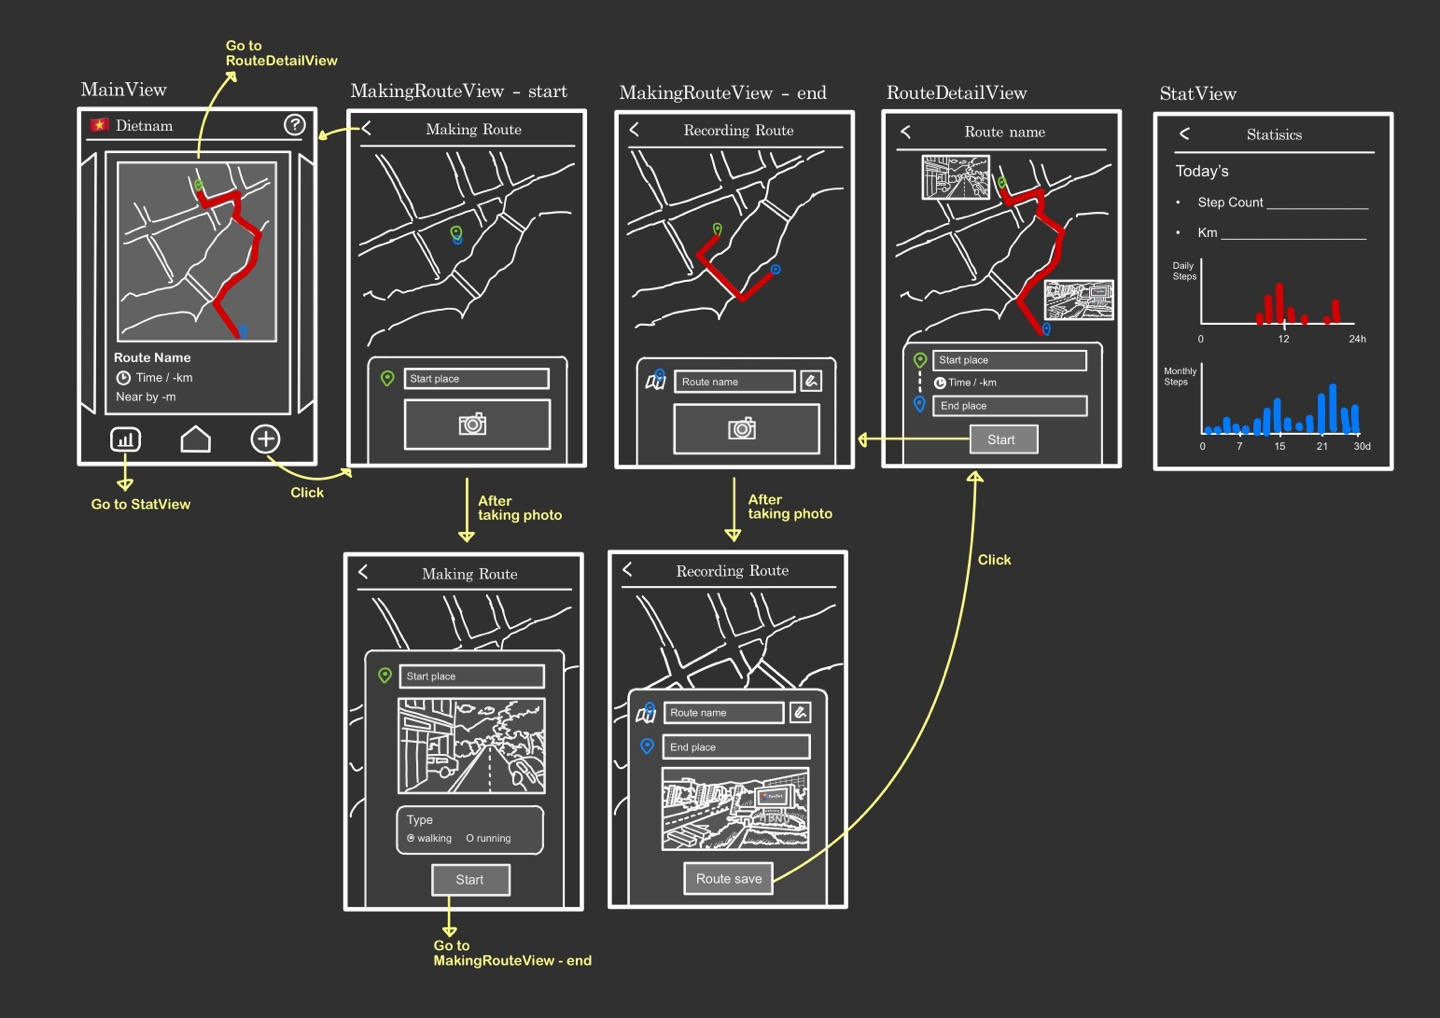 Go to
RouteDetailView
MainView
Dietnam
?
Route Name
Time / -km
Near by -m
Go to StatView
Click
MakingRouteView - start
Making Route
Start place
After
taking photo
Making Route
Start place
Type
walking
running
Start
Go to
MakingRouteView - end
MakingRouteView - end
Recording Route
Route name
After
taking photo
Recording Route
Route name
End place
Route save
RouteDetailView
Route name
Start place
Time / -km
End place
Start
Click
StatView
Statisics
Today's
• Step Count
• Km
Daily
Steps
0 12 24h
Monthly
Steps
0 7 15 21 30d